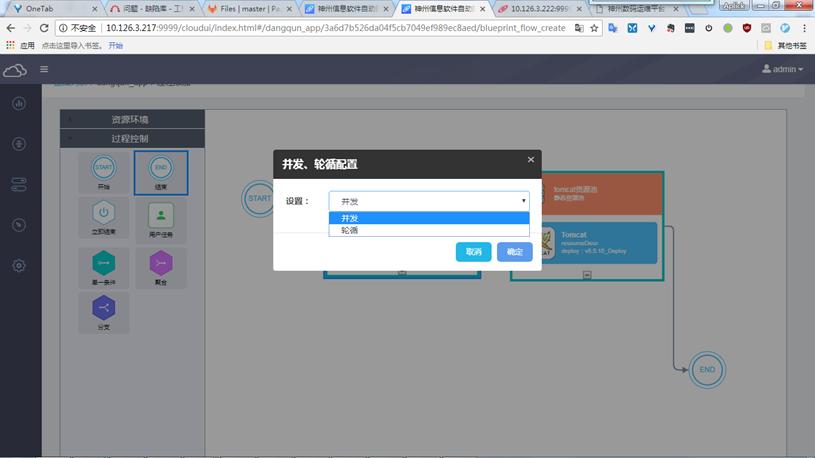 OneTab
问题 - 缺陷库 - 工
Files | master | Pa
神州信息软件自动
神州信息软件自动
10.126.3.222:999
神州数码运维平台
Aplick
不安全 | 10.126.3.217:9999/cloudui/index.html#/dangqun_app/3a6d7b526da04f5cb7049ef989ec8aed/blueprint_flow_create
应用 点击这里导入书签。 开始
其他书签
admin
资源环境
过程控制
START
开始
END
结束
立即结束
用户任务
单一条件
聚合
分支
START
并发、轮循配置
×
设置：
并发
并发
轮循
取消
确定
tomcat资源池
静态资源池
Tomcat
resourceDesc
deploy : v8.5.15_Deploy
END